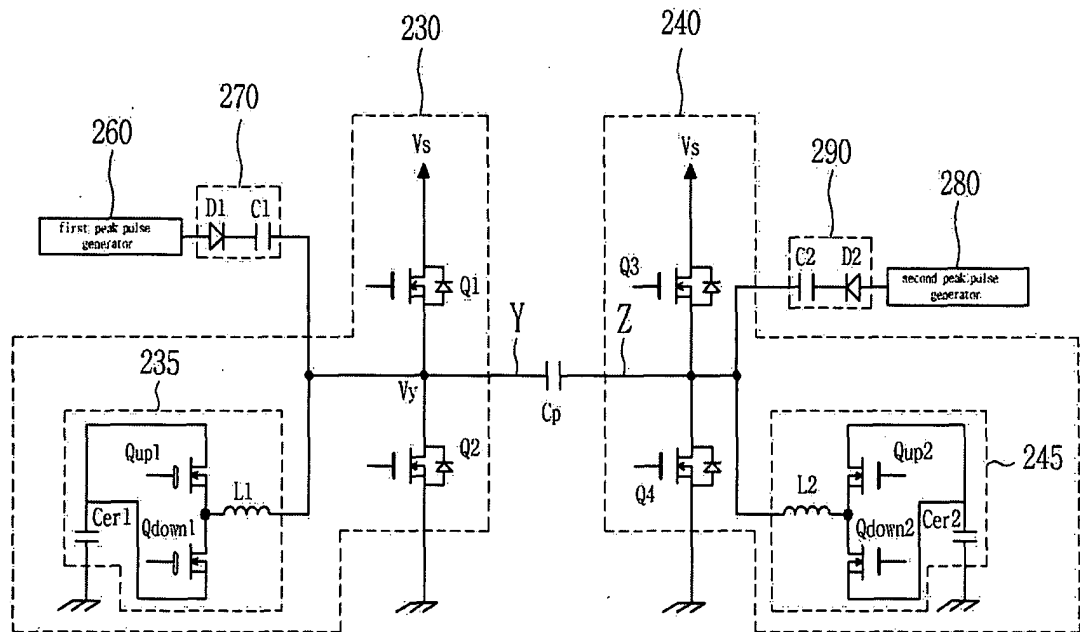 230
240
260
270
Vs
Vs
290
280
D1 C1
first peak pulse
generator
C2 D2
second peak pulse
generator
Q1
Q3
Y
Z
235
Vy
Cp
Qup1
Q2
Q4
Qup2
245
L1
L2
Cer1
Qdown1
Qdown2
Cer2